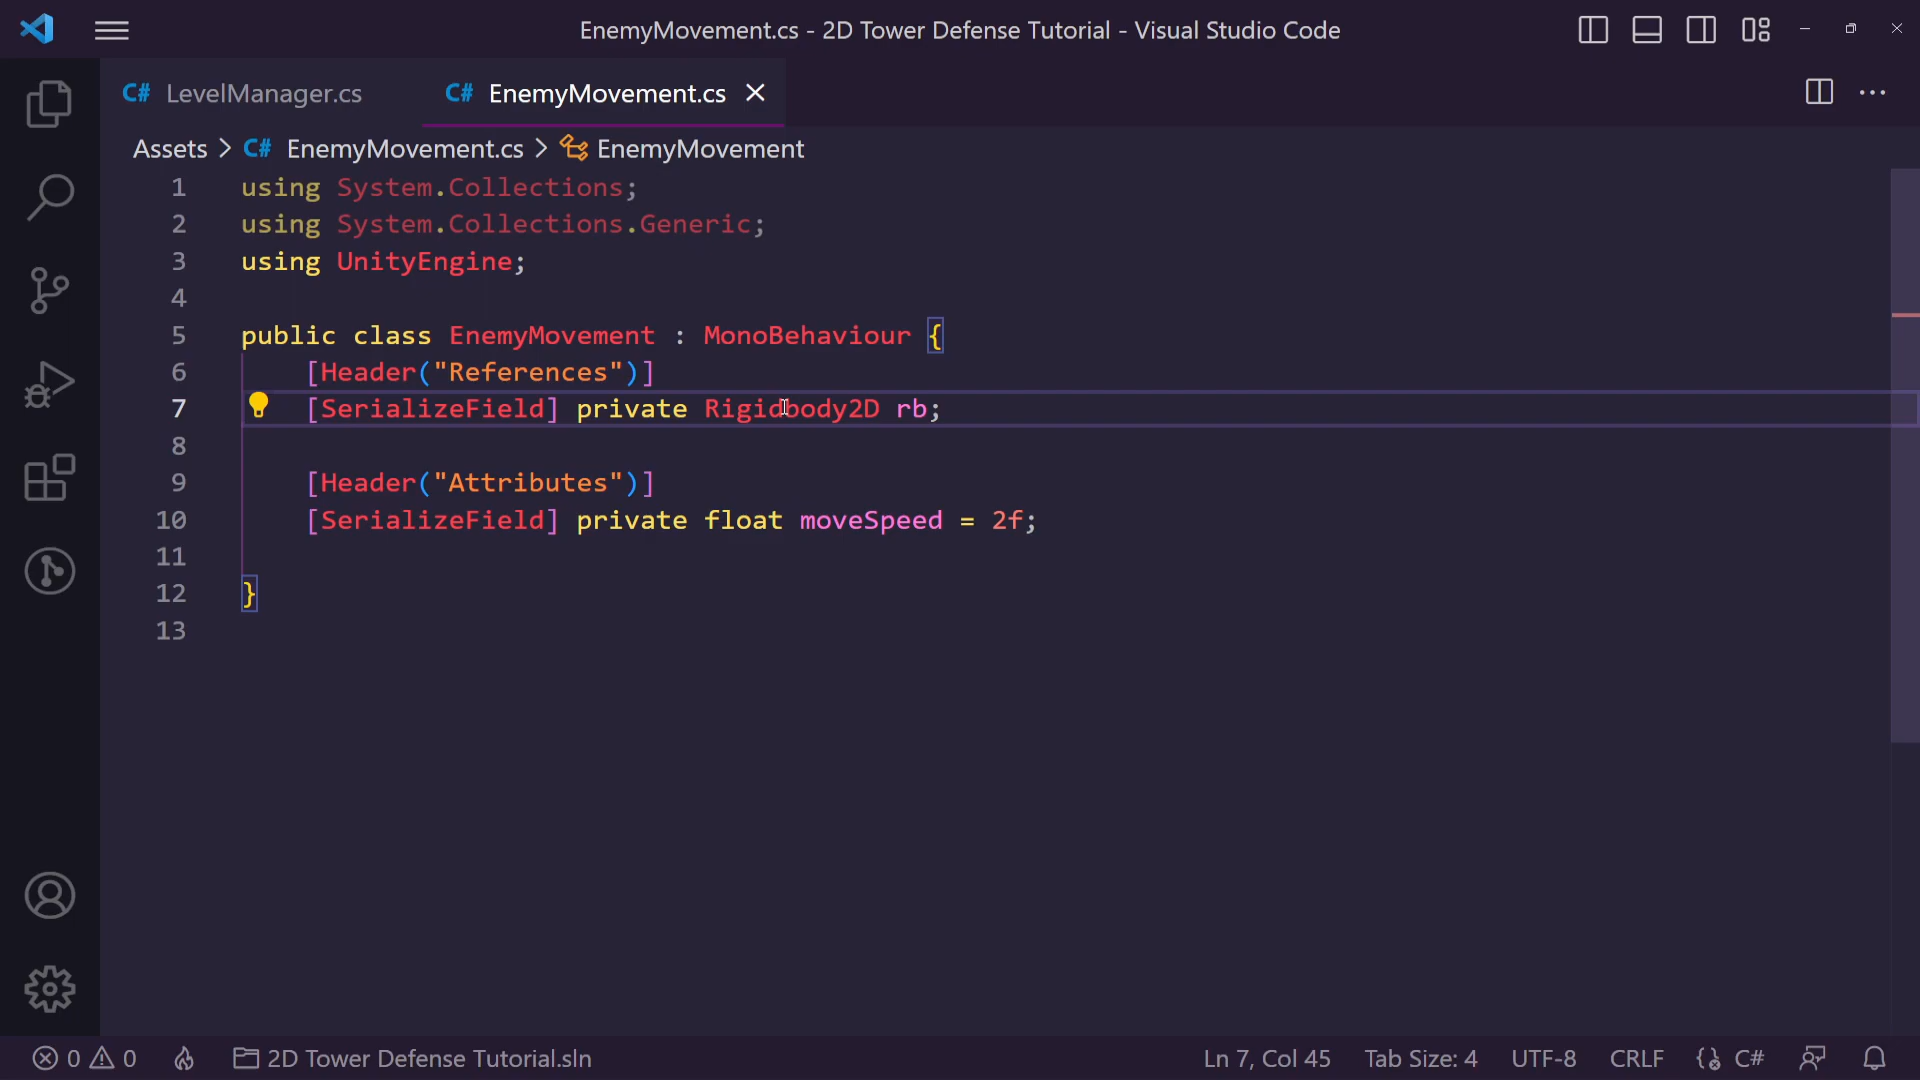 EnemyMovement.cs - 2D Tower Defense Tutorial - Visual Studio Code
C# LevelManager.cs
C# EnemyMovement.cs
Assets > C# EnemyMovement.cs > EnemyMovement
1 using System.Collections;
2 using System.Collections.Generic;
3 using UnityEngine;
4
5 public class EnemyMovement : MonoBehaviour {
6 [Header("References")]
7 [SerializeField] private Rigidbody2D rb;
8
9 [Header("Attributes")]
10 [SerializeField] private float moveSpeed = 2f;
11
12 }
13
0 0 2D Tower Defense Tutorial.sln Ln 7, Col 45 Tab Size: 4 UTF-8 CRLF C#